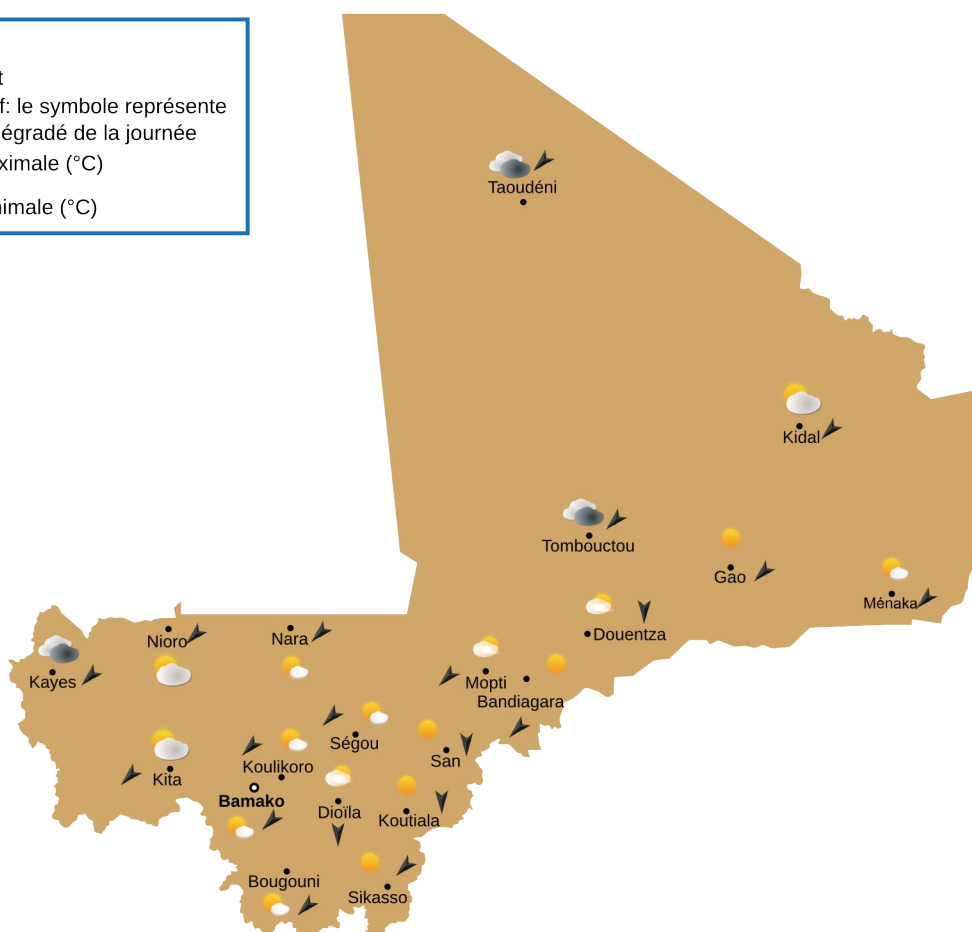 t
f: le symbole représente
égradé de la journée
ximale (°C)
nimale (°C)
Taoudéni
Kidal
Tombouctou
Gao
Ménaka
Douentza
Nioro
Nara
Kayes
Mopti
Bandiagara
Ségou
San
Koulikoro
Kita
Bamako
Dioïla
Koutiala
Bougouni
Sikasso